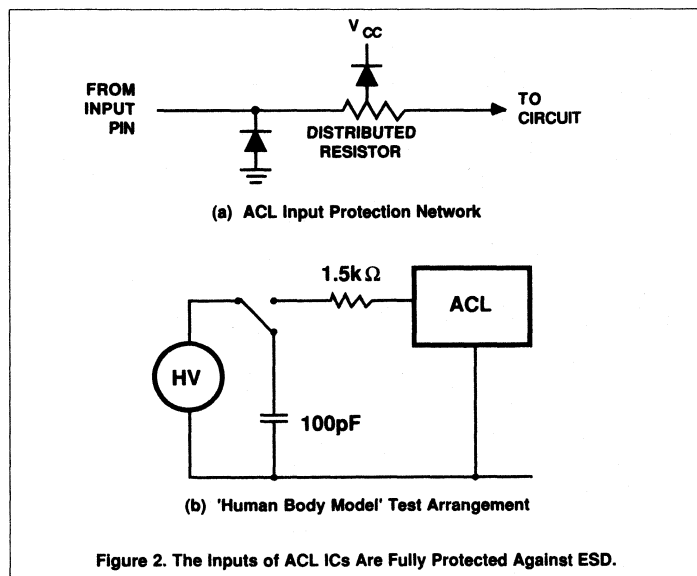 V CC
FROM
INPUT
PIN
TO
CIRCUIT
DISTRIBUTED
RESISTOR
(a) ACL Input Protection Network
1.5k Ω
ACL
HV
100pF
(b) 'Human Body Model' Test Arrangement
Figure 2. The Inputs of ACL ICs Are Fully Protected Against ESD.